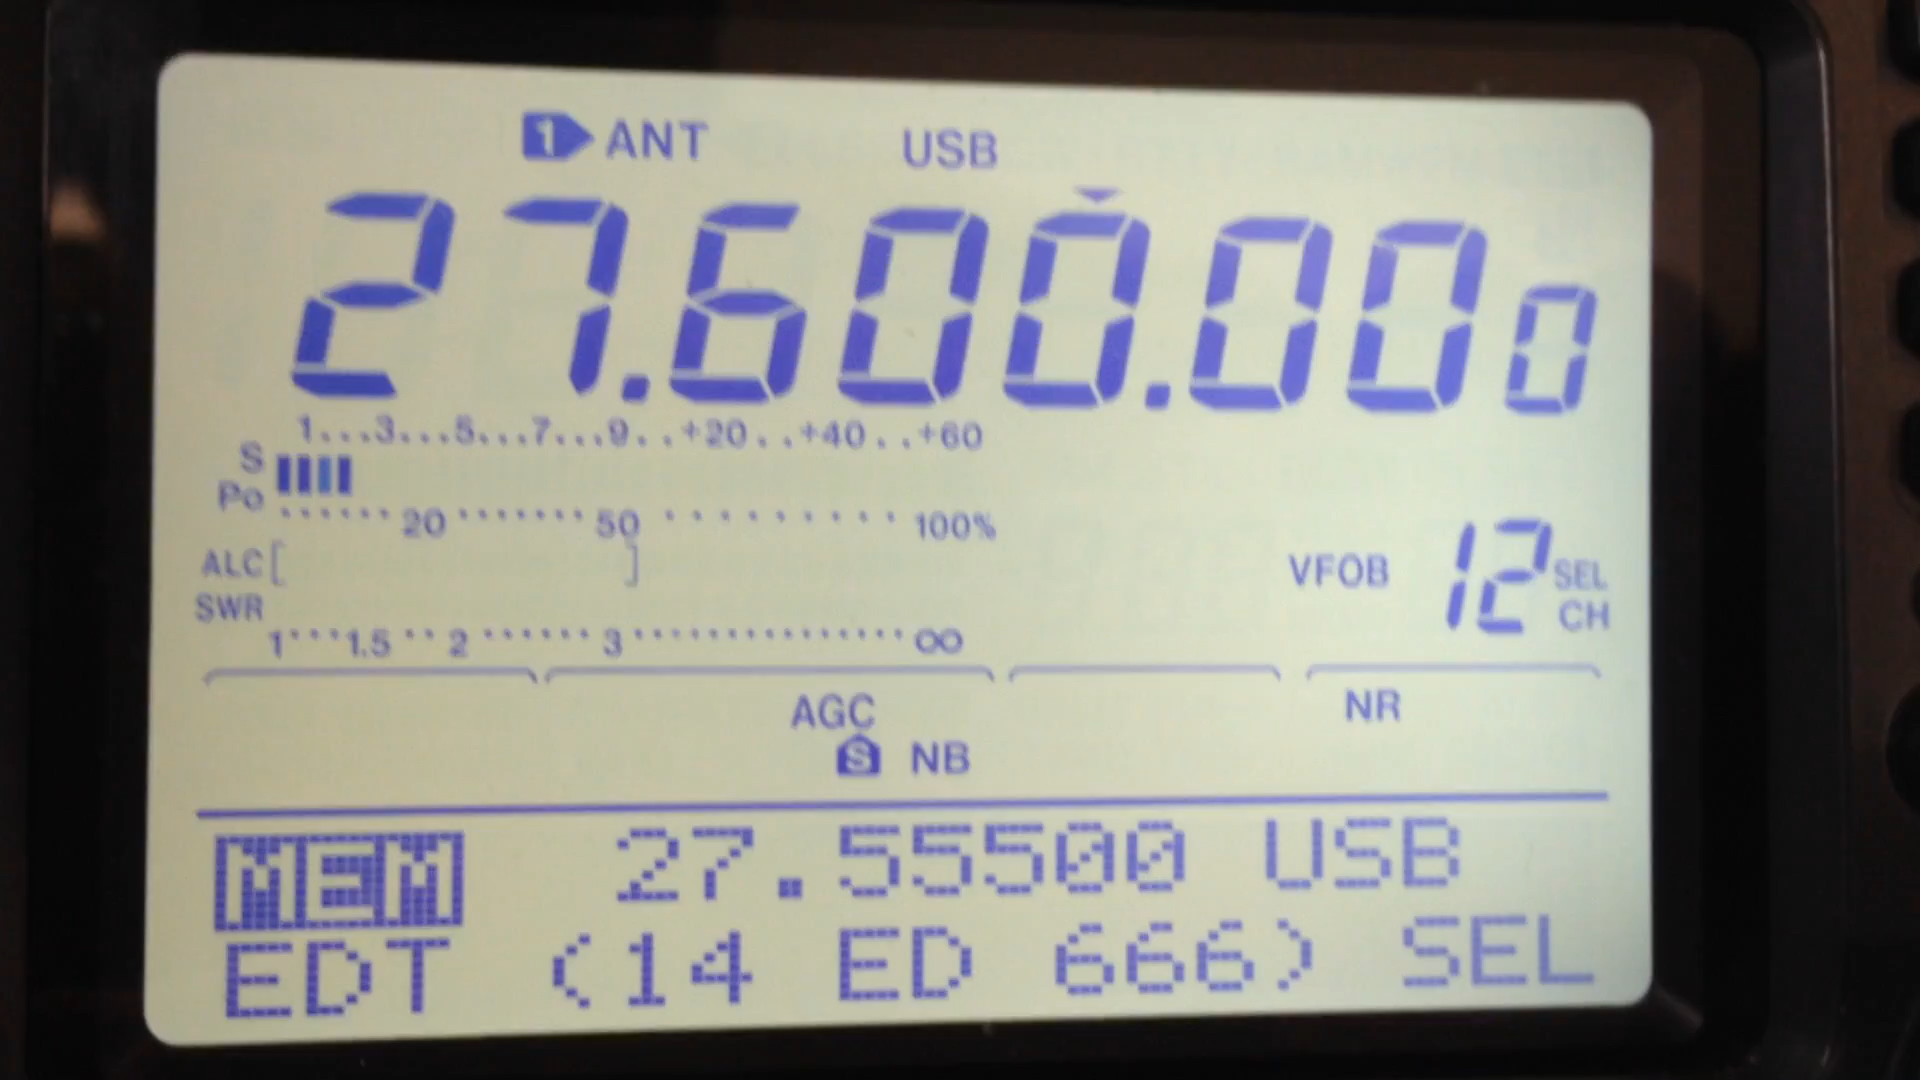 1 ANT USB
27.600.000
1...3...5...7...9..+20..+40..+60
S
Po
20 50 100%
ALC [ ]
VFOB 12 SEL CH
SWR
1 1.5 2 3 ∞
AGC NR
S NB
MEM 27.55500 USB
EDT (14 ED 666) SEL